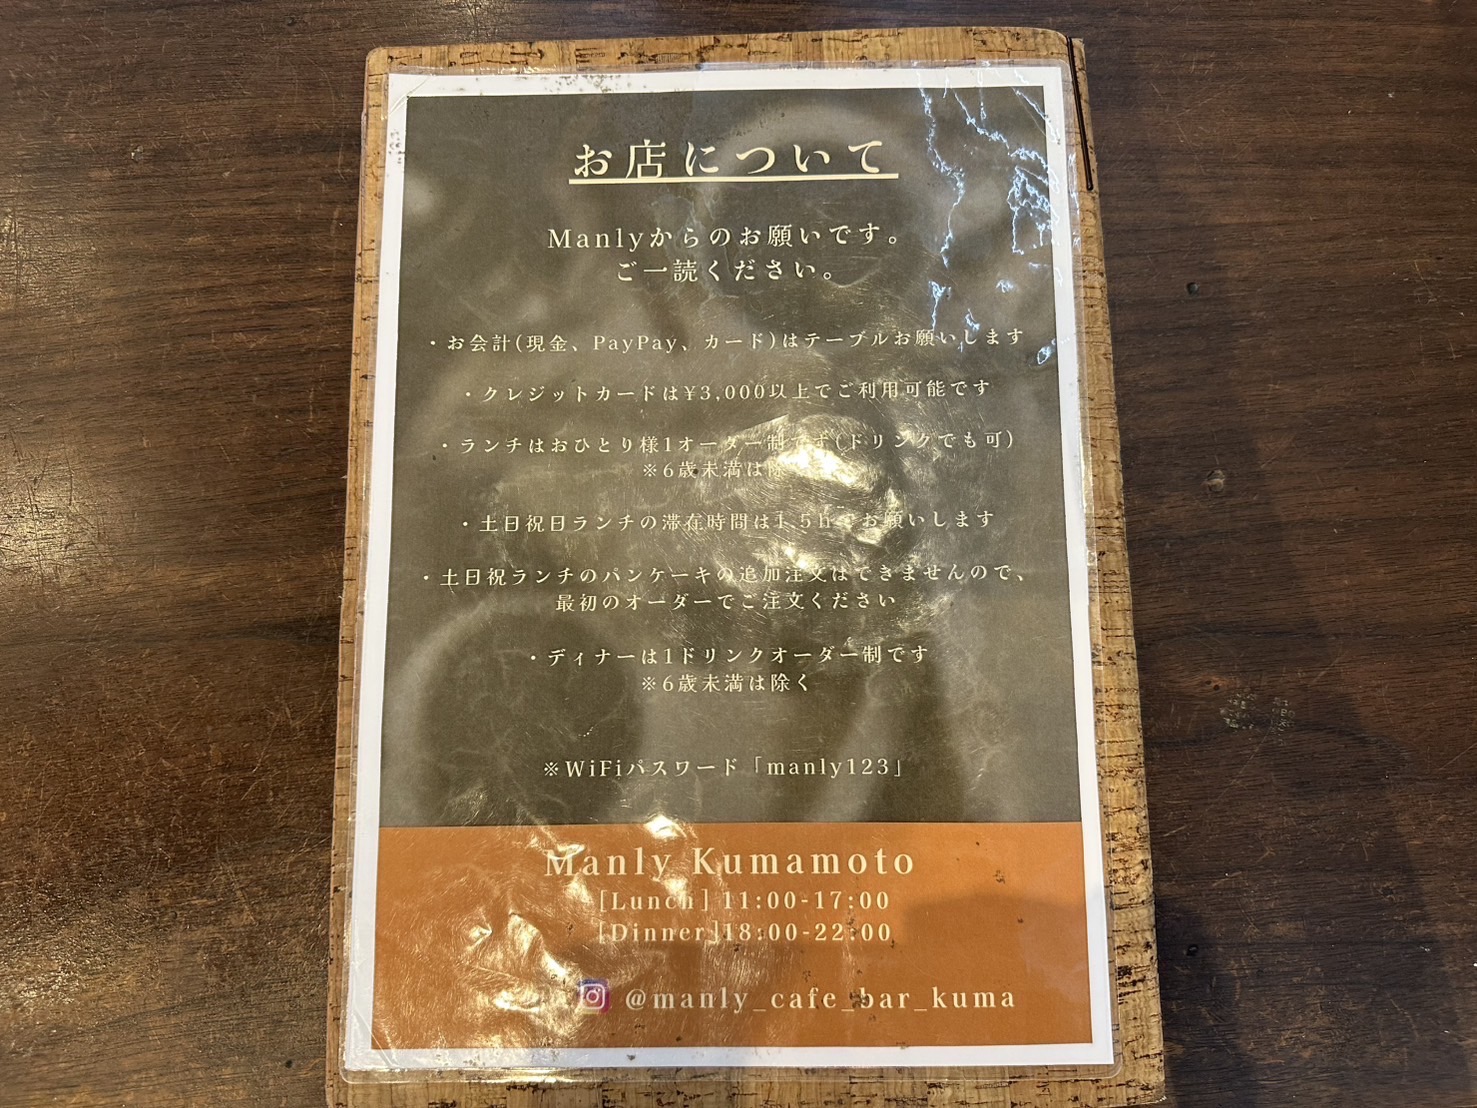 お店について
Manlyからのお願いです。
ご一読ください。
・お会計(現金、PayPay、カード)はテーブルお願いします
・クレジットカードは¥3,000以上でご利用可能です
・ランチはおひとり様1オーダー制です(ドリンクでも可)
※6歳未満は除
・土日祝日ランチの滞在時間は1.5h お願いします
・土日祝ランチのパンケーキの追加注文はできませんので、
最初のオーダーでご注文ください
・ディナーは1ドリンクオーダー制です
※6歳未満は除く
※WiFiパスワード「manly123」
Manly Kumamoto
[Lunch] 11:00-17:00
[Dinner]18:00-22:00
@manly_cafe_bar_kuma